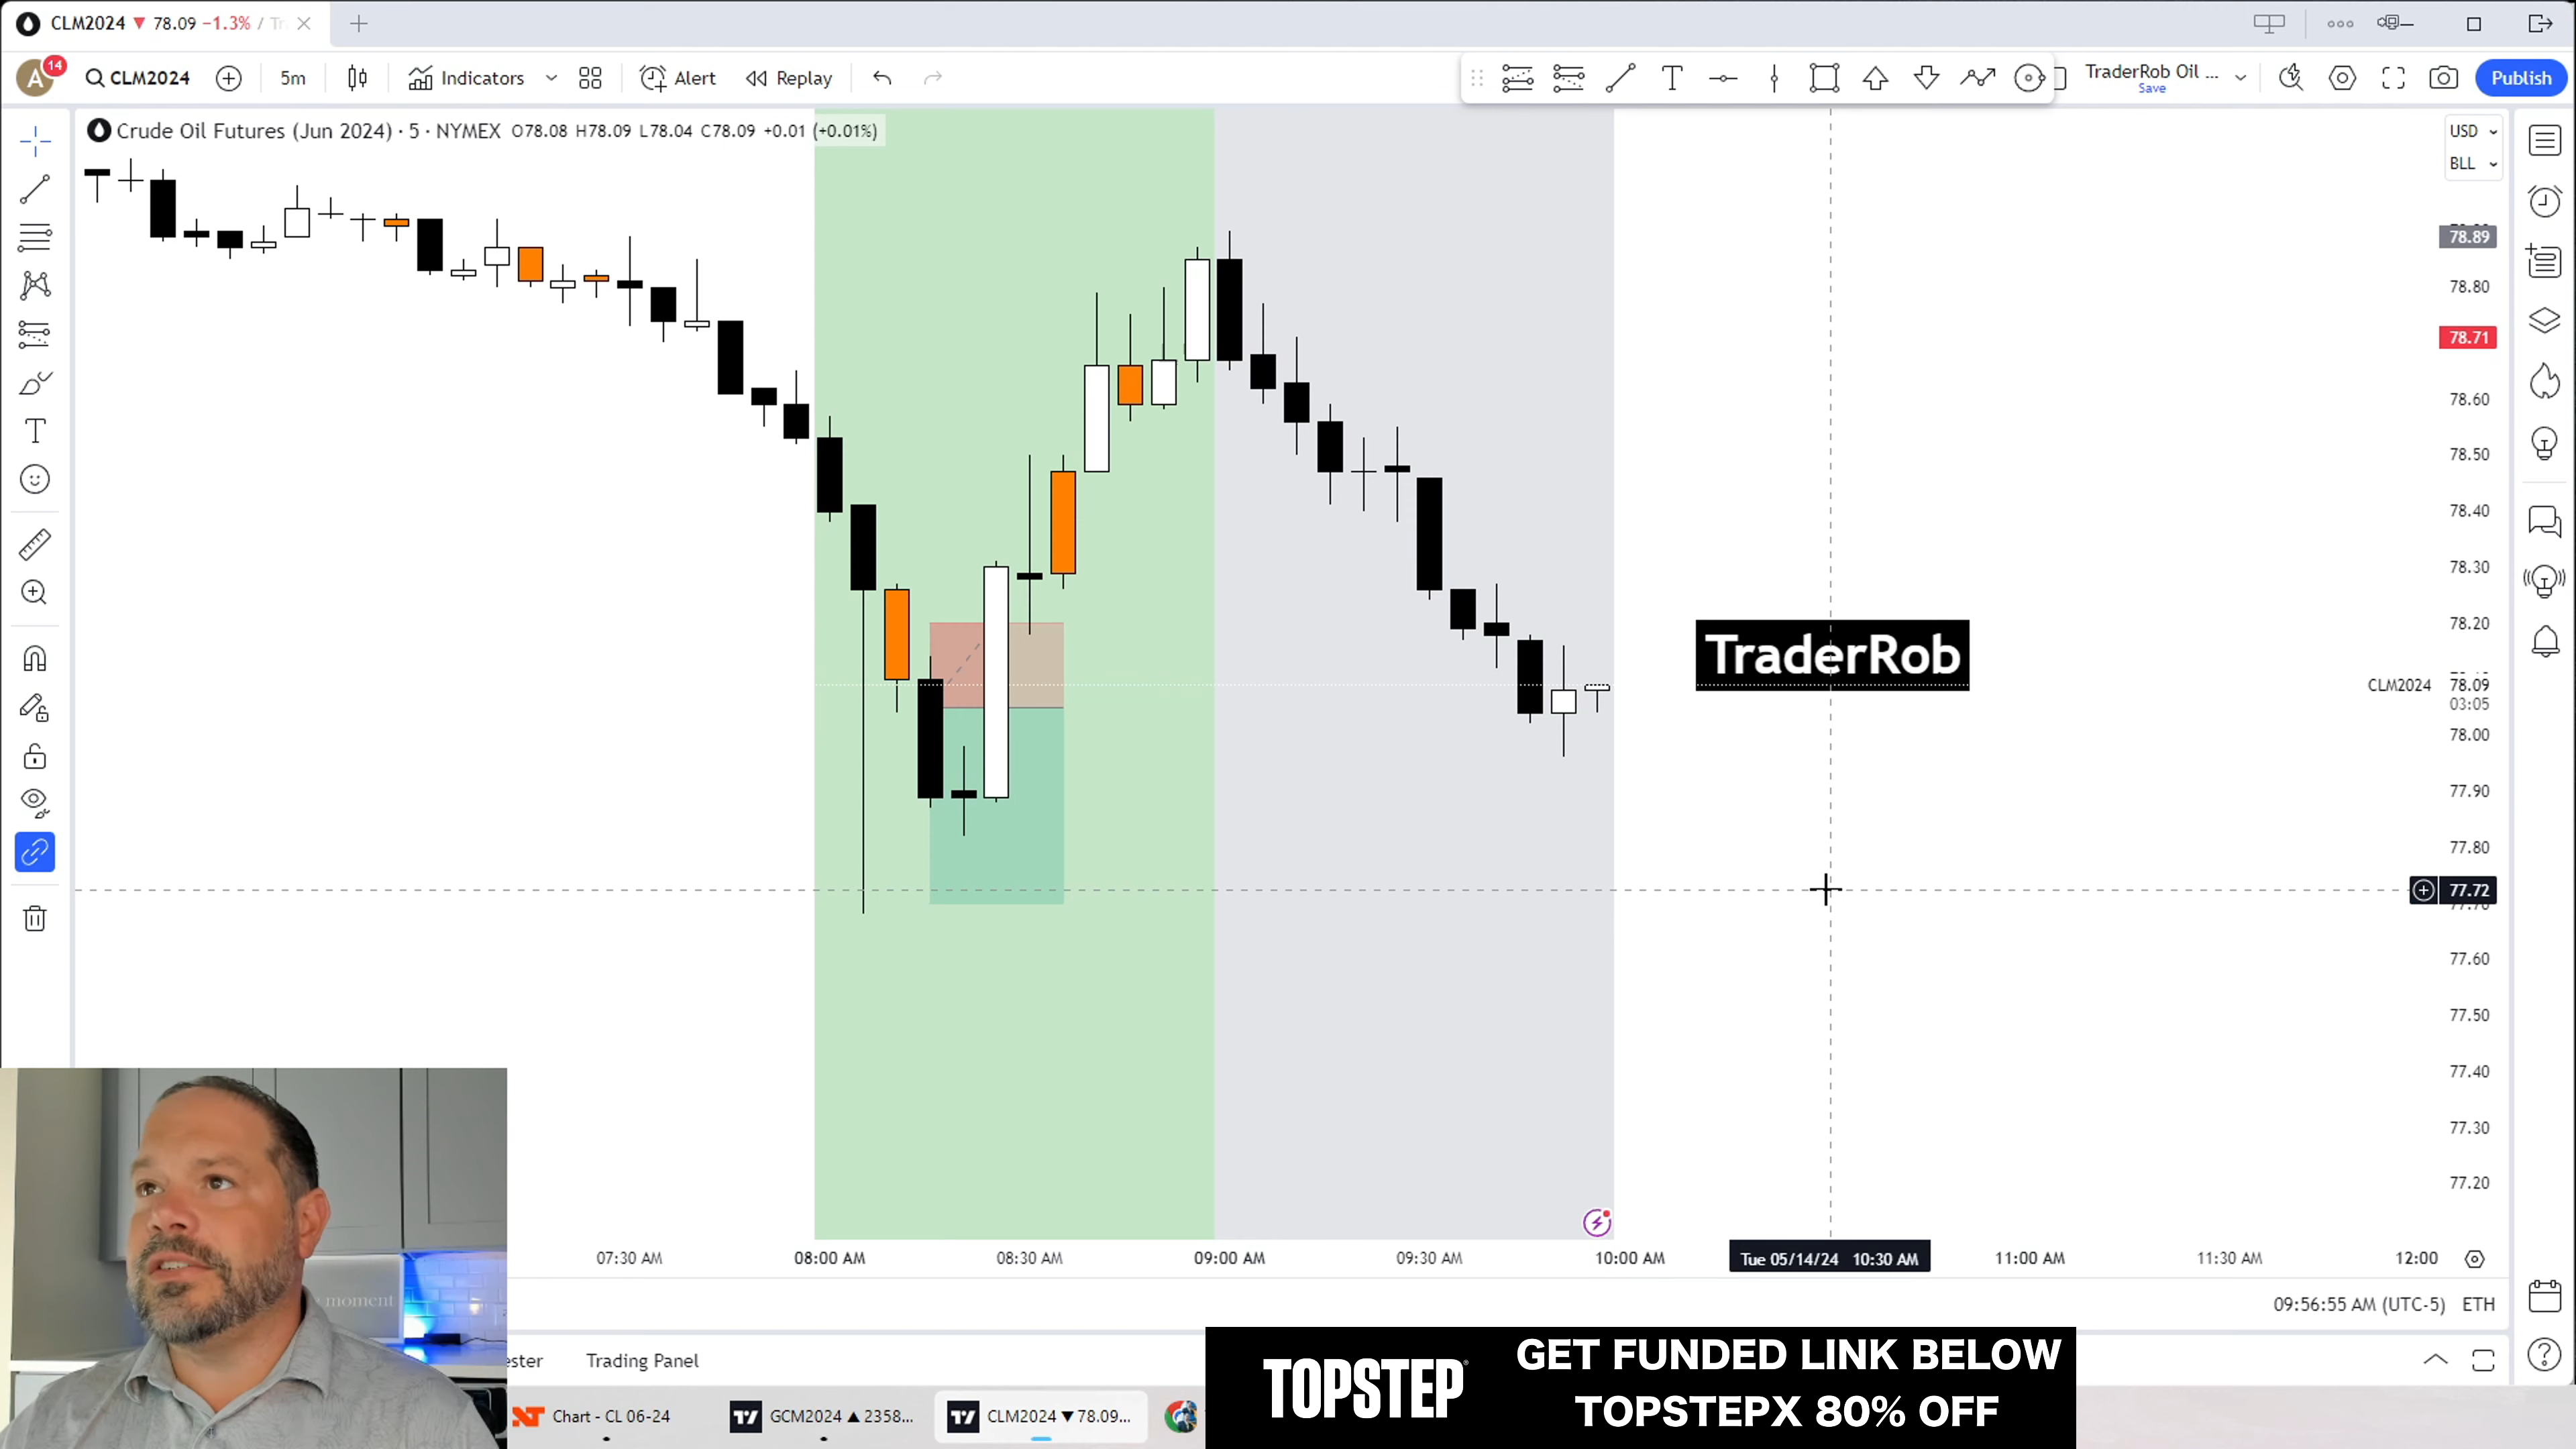 CLM2024 ▼ 78.09 −1.3% / Tr
A 14 CLM2024 5m Indicators Alert Replay
TraderRob Oil ...
Save
Publish
Crude Oil Futures (Jun 2024) · 5 · NYMEX O78.08 H78.09 L78.04 C78.09 +0.01 (+0.01%)
USD
BLL
78.89
78.80
78.71
78.60
78.50
78.40
78.30
78.20
TraderRob
CLM2024 78.09
03:05
78.00
77.90
77.80
77.72
77.60
77.50
77.40
77.30
77.20
07:30 AM 08:00 AM 08:30 AM 09:00 AM 09:30 AM 10:00 AM Tue 05/14/24 10:30 AM 11:00 AM 11:30 AM 12:00
moment
09:56:55 AM (UTC-5) ETH
ester Trading Panel
TOPSTEP
GET FUNDED LINK BELOW
TOPSTEPX 80% OFF
Chart - CL 06-24 GCM2024 ▲ 2358... CLM2024 ▼ 78.09...